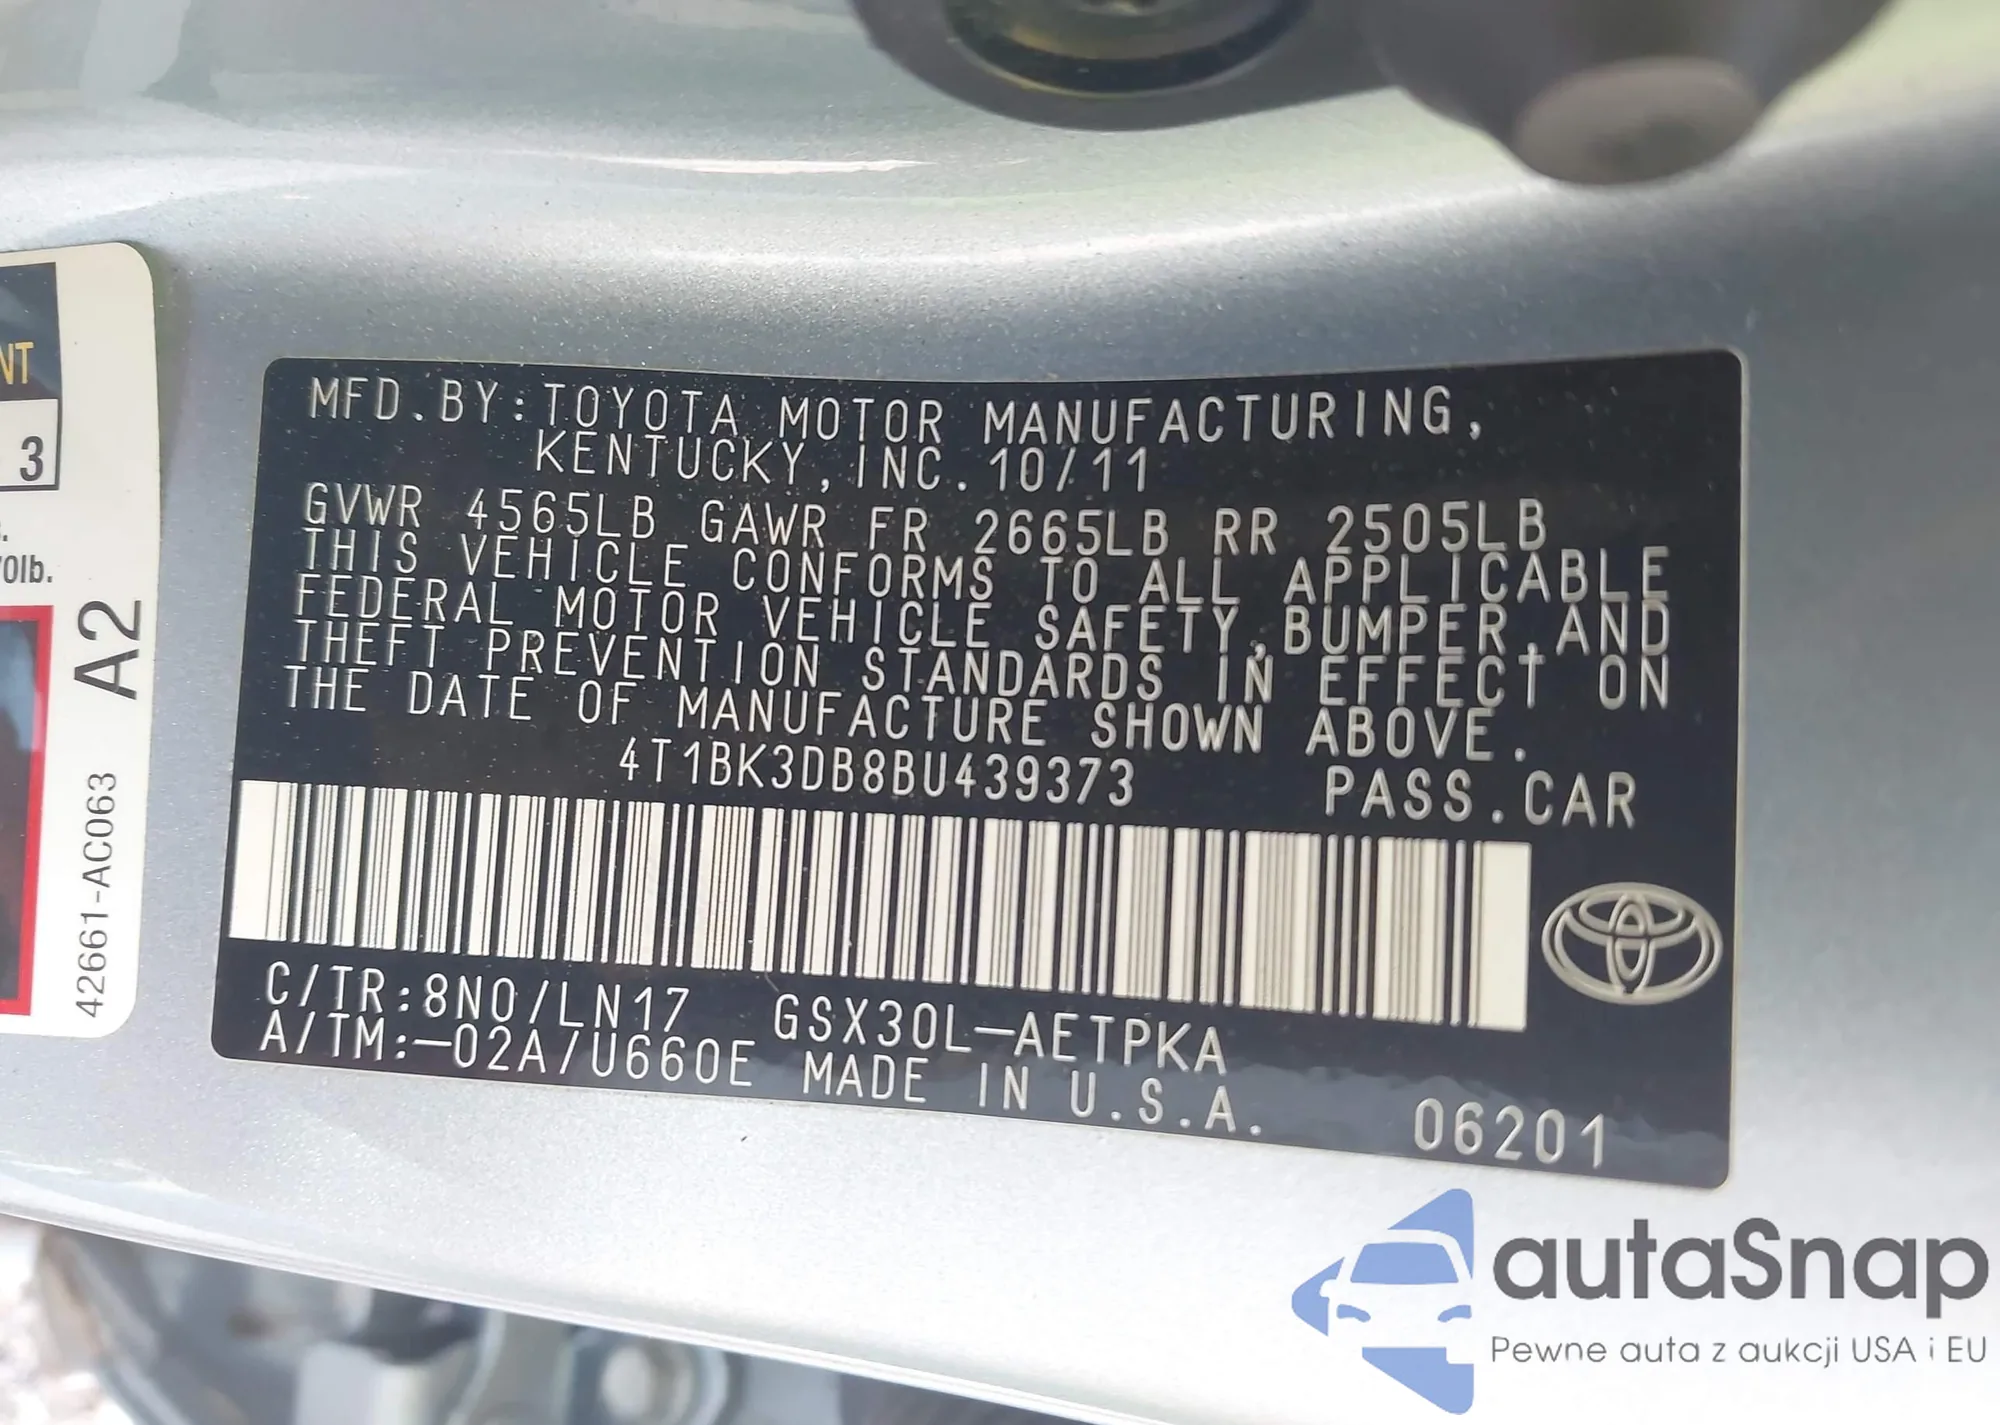 NT
3
70lb.
A2
42661-AC063
MFD.BY:TOYOTA MOTOR MANUFACTURING,
KENTUCKY,INC.10/11
GVWR 4565LB GAWR FR 2665LB RR 2505LB
THIS VEHICLE CONFORMS TO ALL APPLICABLE
FEDERAL MOTOR VEHICLE SAFETY,BUMPER,AND
THEFT PREVENTION STANDARDS IN EFFECT ON
THE DATE OF MANUFACTURE SHOWN ABOVE.
4T1BK3DB8BU439373 PASS.CAR
C/TR:8N0/LN17 GSX30L-AETPKA
A/TM:-02A/U660E MADE IN U.S.A.
06201
autaSnap
Pewne auta z aukcji USA i EU